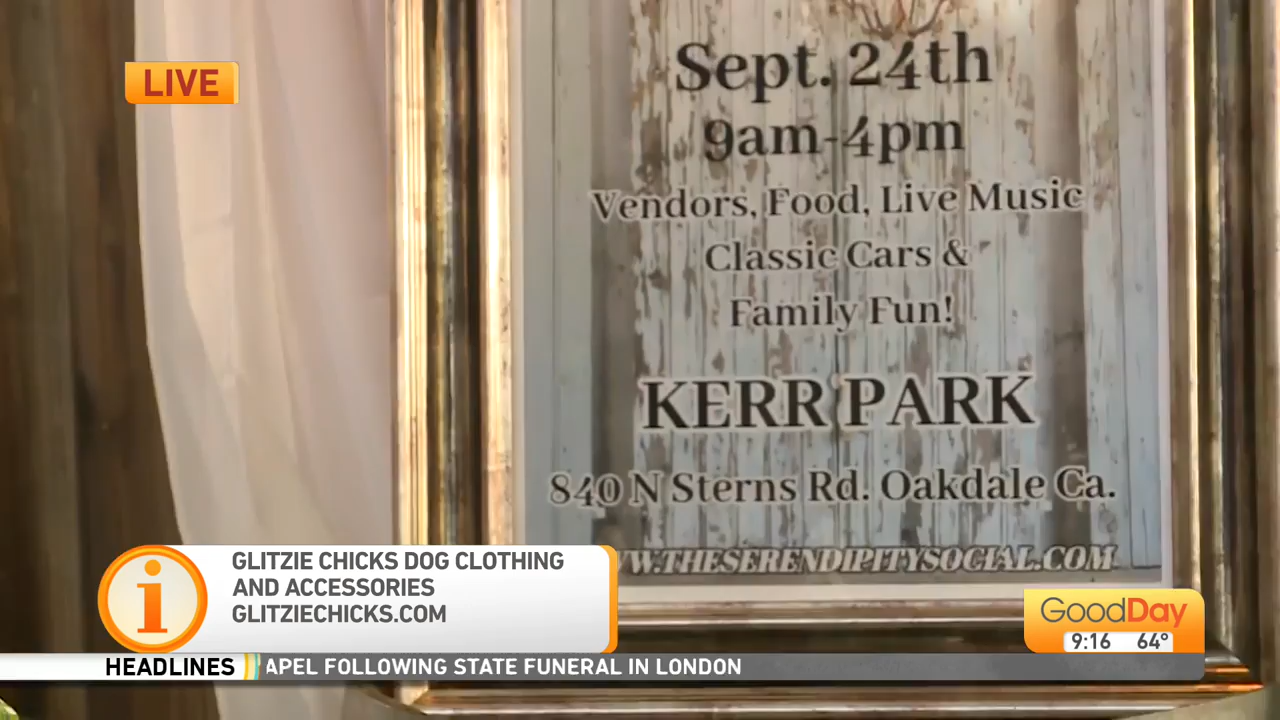 LIVE
Sept. 24th
9am-4pm
Vendors, Food, Live Music
Classic Cars &
Family Fun!
KERR PARK
840 N Sterns Rd. Oakdale Ca.
W.THESERENDIPITYSOCIAL.COM
i
GLITZIE CHICKS DOG CLOTHING
AND ACCESSORIES
GLITZIECHICKS.COM
GoodDay
9:16 64°
HEADLINES APEL FOLLOWING STATE FUNERAL IN LONDON